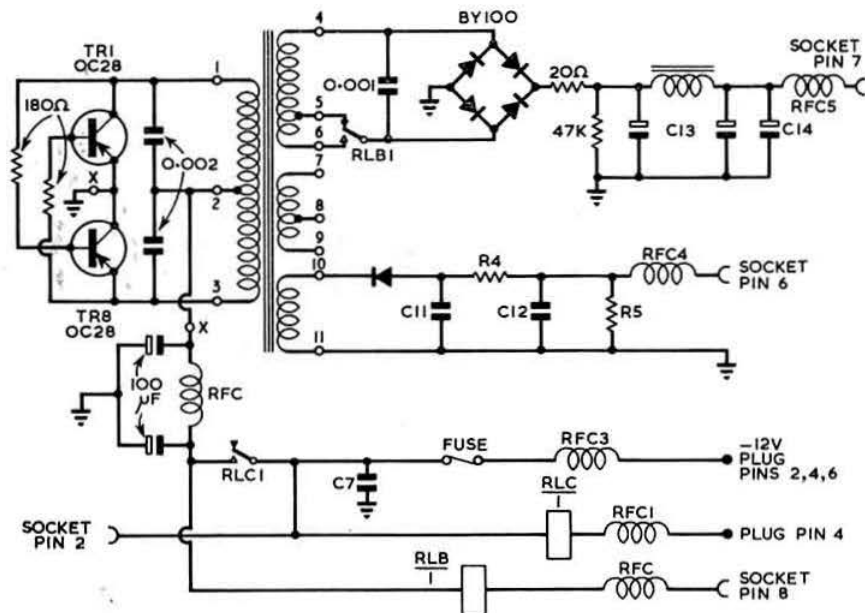 TR1
OC28
180Ω
X
TR8
OC28
1
0·002
2
3
X
100
µF
RFC
4
5
6
7
8
9
10
11
0·001
RLB1
BY100
20Ω
47K
C13
C14
RFC5
SOCKET
PIN 7
R4
C11
C12
R5
RFC4
SOCKET
PIN 6
RLC1
C7
FUSE
RFC3
–12V
PLUG
PINS 2,4,6
SOCKET
PIN 2
RLC
1
RFC1
PLUG PIN 4
RLB
1
RFC
SOCKET
PIN 8